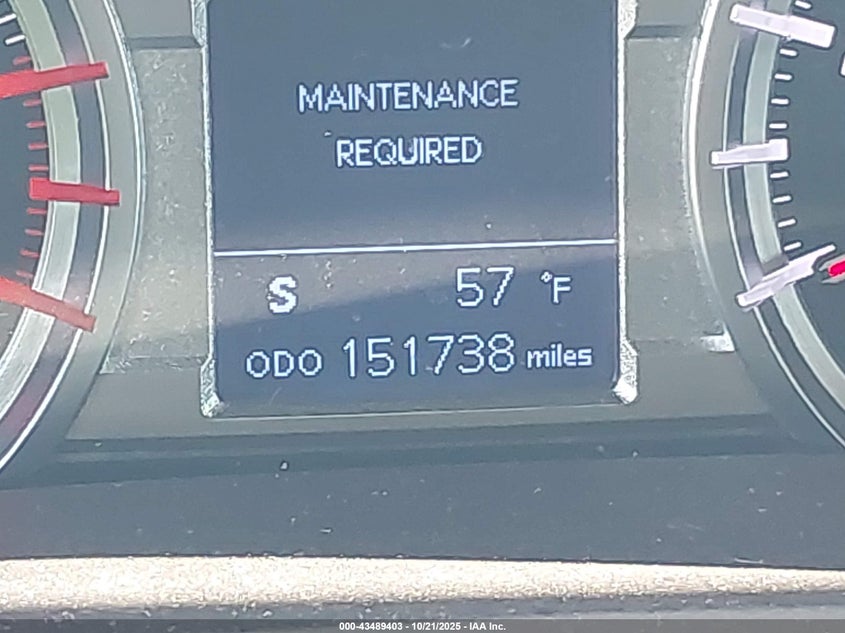 MAINTENANCE
REQUIRED
S 57 °F
ODO 151738 miles
000-43489403 - 10/21/2025 - IAA Inc.